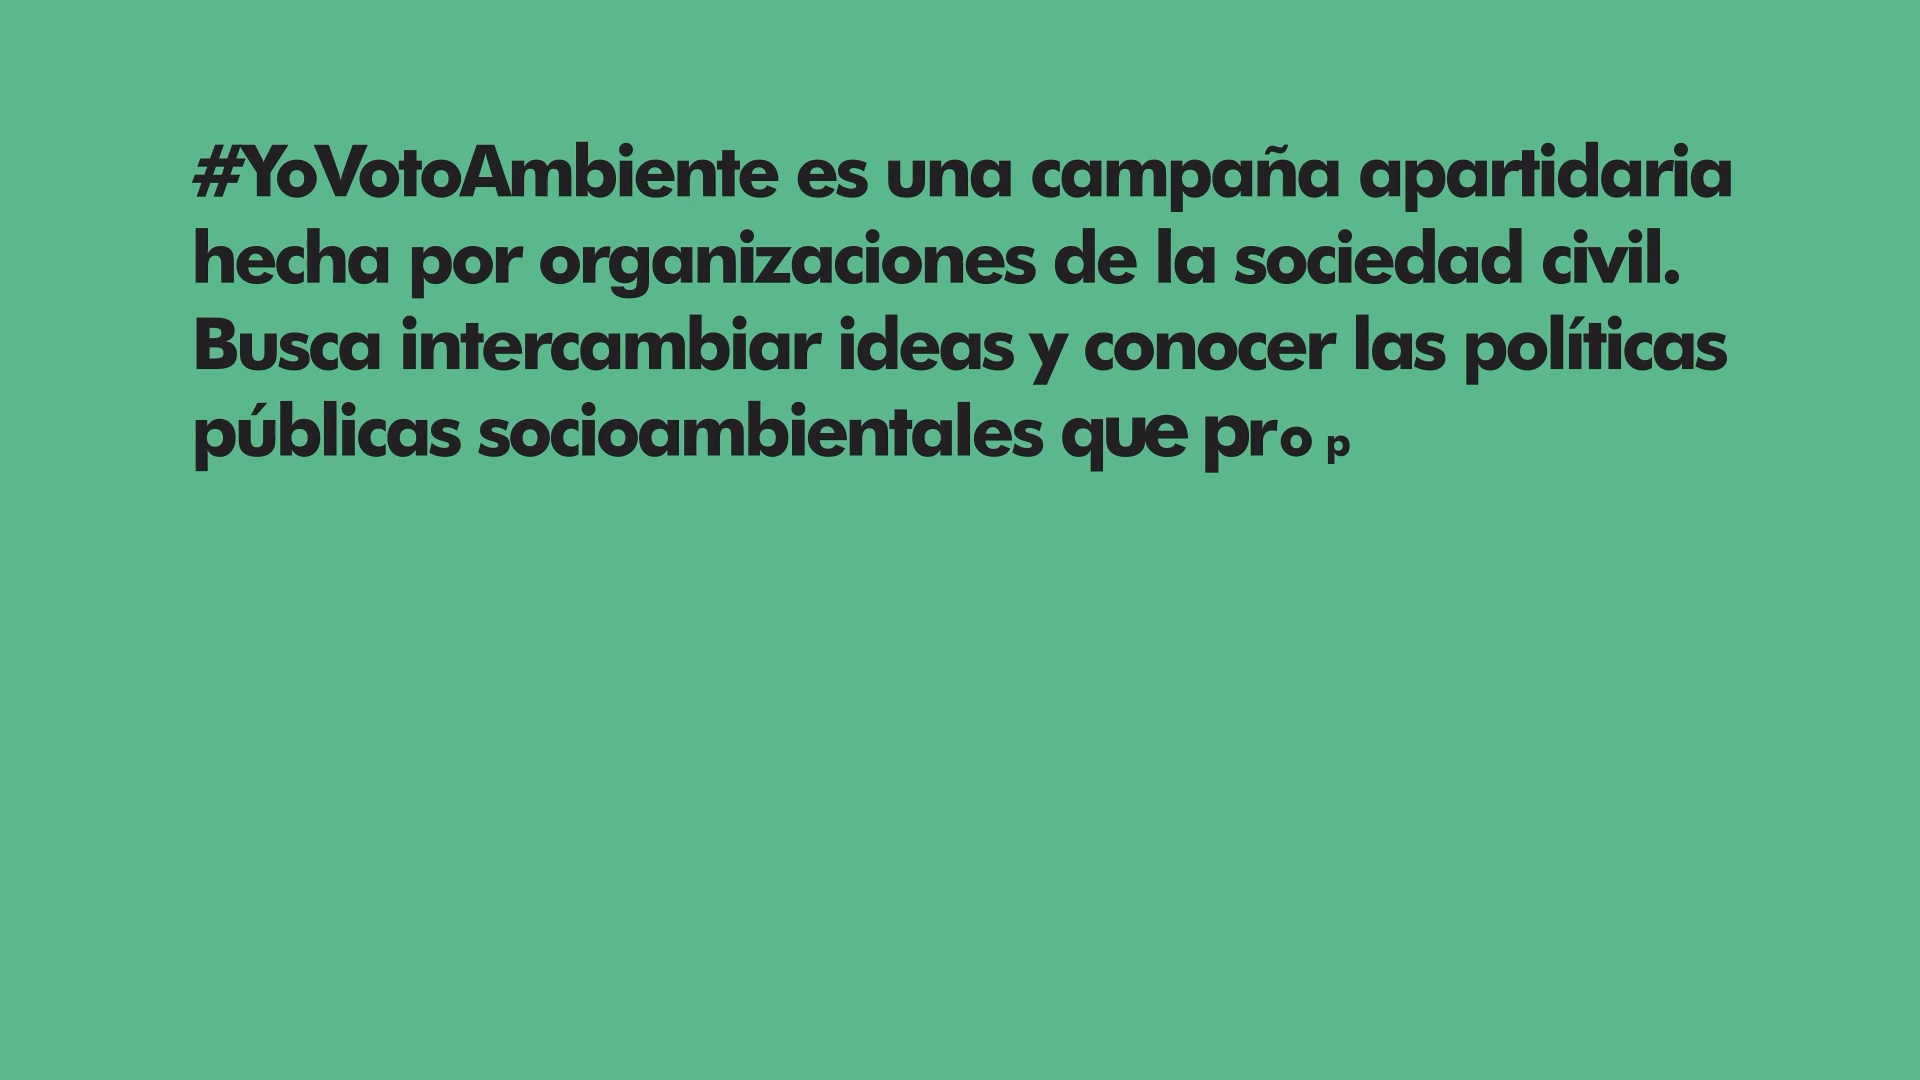 #YoVotoAmbiente es una campaña apartidaria
hecha por organizaciones de la sociedad civil.
Busca intercambiar ideas y conocer las políticas
públicas socioambientales que prop